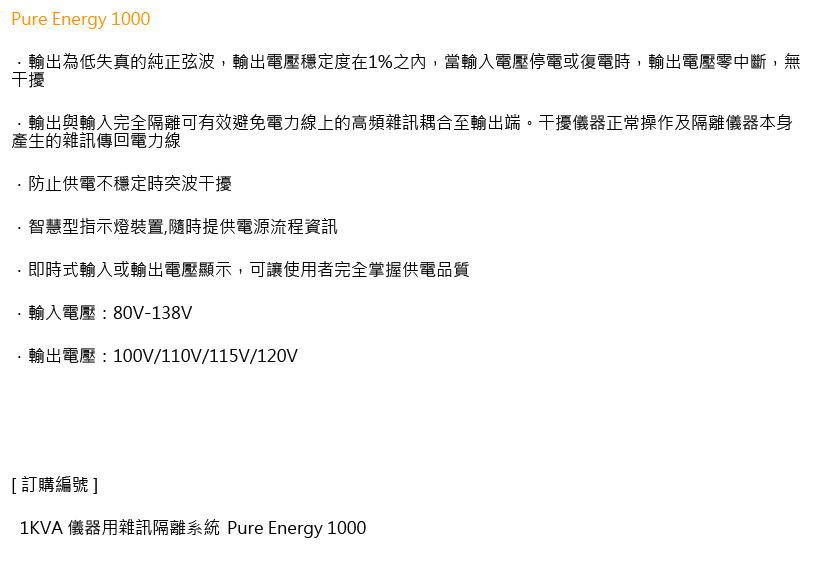 Pure Energy 1000
．輸出為低失真的純正弦波，輸出電壓穩定度在1%之內，當輸入電壓停電或復電時，輸出電壓零中斷，無
干擾
．輸出與輸入完全隔離可有效避免電力線上的高頻雜訊耦合至輸出端。干擾儀器正常操作及隔離儀器本身
產生的雜訊傳回電力線
．防止供電不穩定時突波干擾
．智慧型指示燈裝置,隨時提供電源流程資訊
．即時式輸入或輸出電壓顯示，可讓使用者完全掌握供電品質
．輸入電壓：80V-138V
．輸出電壓：100V/110V/115V/120V
[ 訂購編號 ]
1KVA 儀器用雜訊隔離系統 Pure Energy 1000